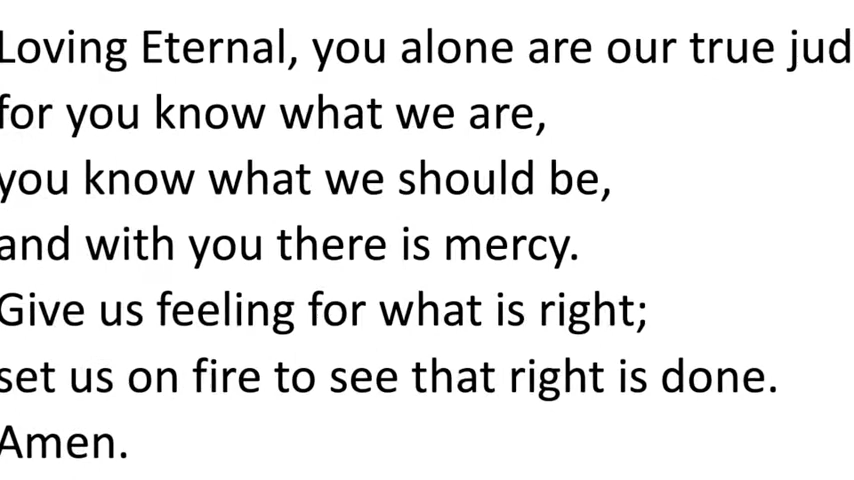 Loving Eternal, you alone are our true jud
for you know what we are,
you know what we should be,
and with you there is mercy.
Give us feeling for what is right;
set us on fire to see that right is done.
Amen.